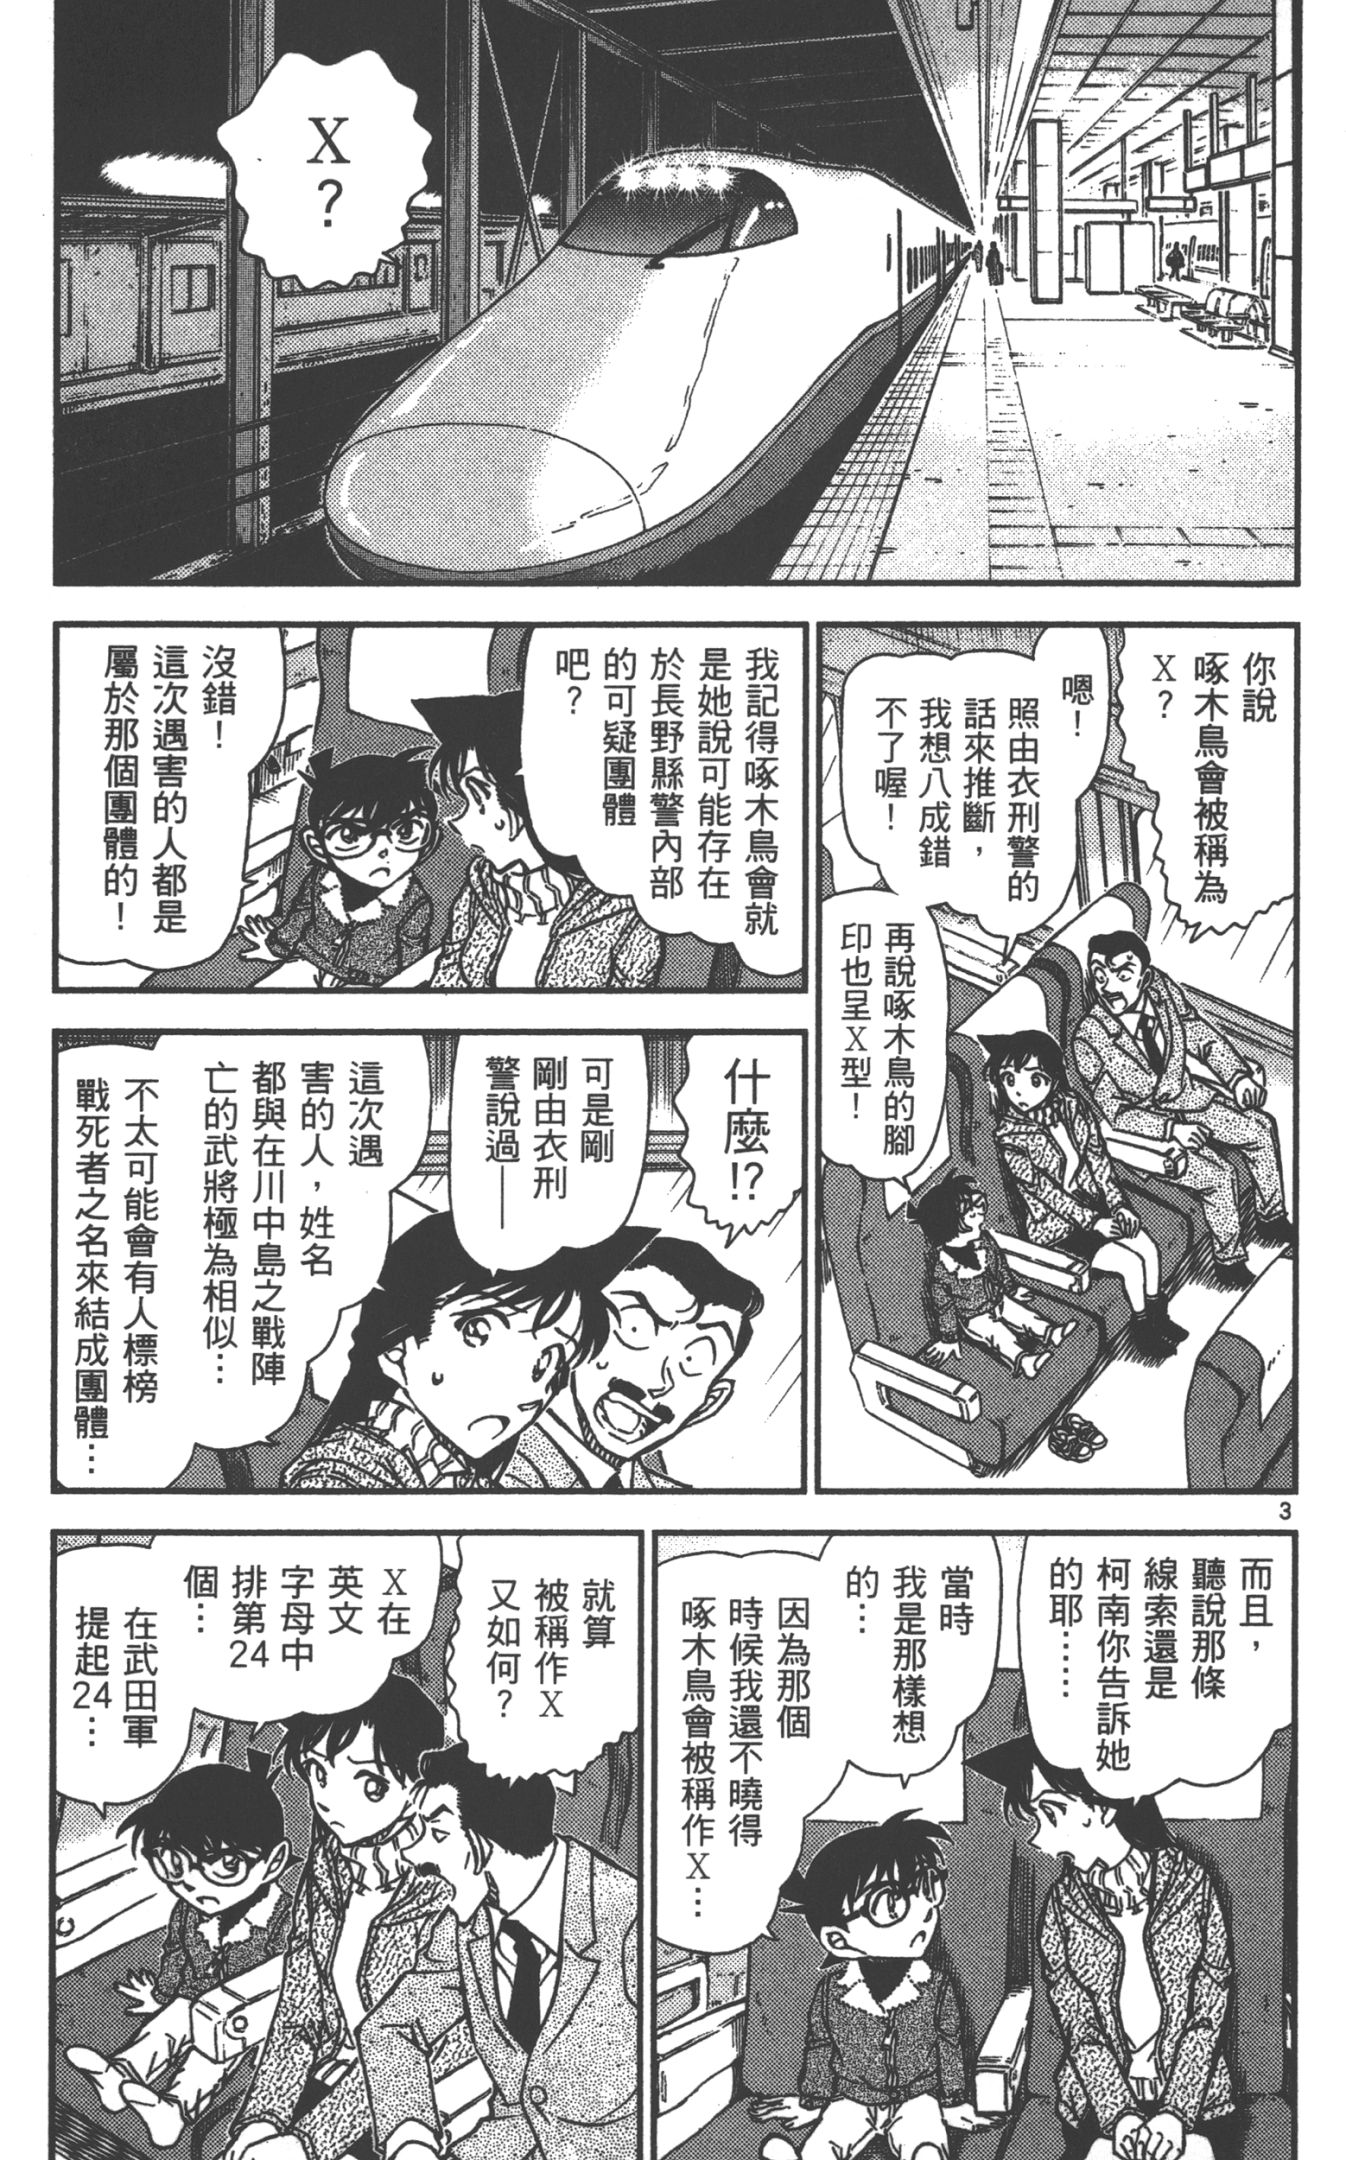 X
？
你說
啄木鳥會被稱為
X？
嗯！
照由衣刑警的
話來推斷，
我想八成錯
不了喔！
再說啄木鳥的腳
印也呈X型！
我記得啄木鳥會就
是她說可能存在
於長野縣警內部
的可疑團體
吧？
沒錯！
這次遇害的人都是
屬於那個團體的！
什麼!?
可是剛
剛由衣刑
警說過──
這次遇
害的人，姓名
都與在川中島之戰陣
亡的武將極為相似…
不太可能會有人標榜
戰死者之名來結成團體…
3
而且，
聽說那條
線索還是
柯南你告訴她
的耶……
當時
我是那樣想
的…
因為那個
時候我還不曉得
啄木鳥會被稱作X…
就算
被稱作X
又如何？
X在
英文
字母中
排第24
個…
在武田軍
提起24…